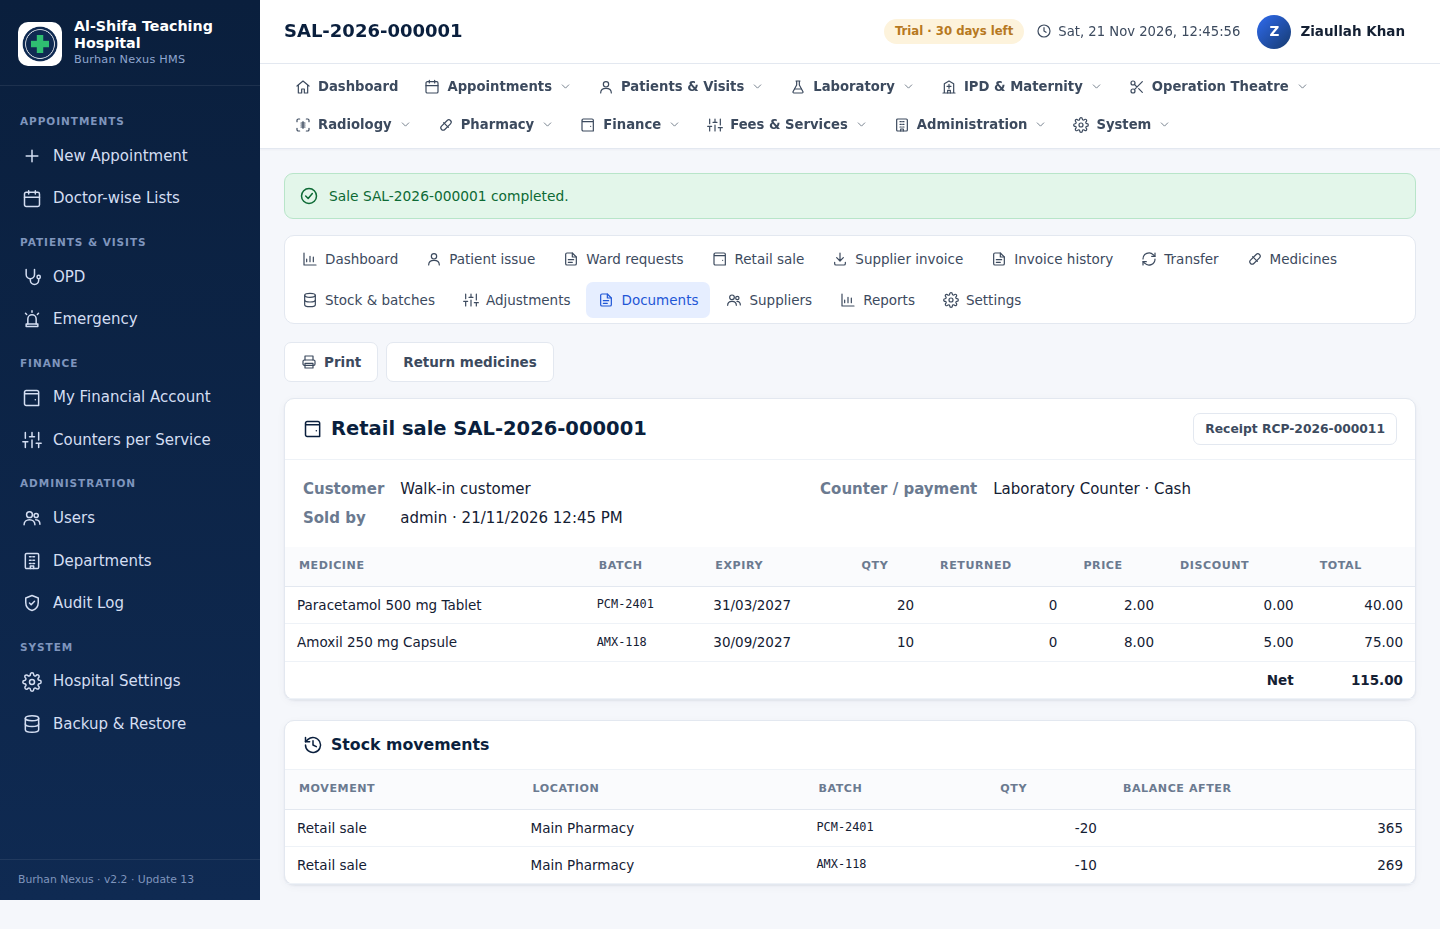 Al-Shifa Teaching
Hospital
Burhan Nexus HMS
APPOINTMENTS
New Appointment
Doctor-wise Lists
PATIENTS & VISITS
OPD
Emergency
FINANCE
My Financial Account
Counters per Service
ADMINISTRATION
Users
Departments
Audit Log
SYSTEM
Hospital Settings
Backup & Restore
Burhan Nexus · v2.2 · Update 13
SAL-2026-000001
Trial · 30 days left
Sat, 21 Nov 2026, 12:45:56
Z
Ziaullah Khan
Dashboard Appointments Patients & Visits Laboratory IPD & Maternity Operation Theatre
Radiology Pharmacy Finance Fees & Services Administration System
Sale SAL-2026-000001 completed.
Dashboard Patient issue Ward requests Retail sale Supplier invoice Invoice history Transfer Medicines
Stock & batches Adjustments Documents Suppliers Reports Settings
Print Return medicines
Retail sale SAL-2026-000001
Receipt RCP-2026-000011
Customer Walk-in customer Counter / payment Laboratory Counter · Cash
Sold by admin · 21/11/2026 12:45 PM
MEDICINE BATCH EXPIRY QTY RETURNED PRICE DISCOUNT TOTAL
Paracetamol 500 mg Tablet PCM-2401 31/03/2027 20 0 2.00 0.00 40.00
Amoxil 250 mg Capsule AMX-118 30/09/2027 10 0 8.00 5.00 75.00
Net 115.00
Stock movements
MOVEMENT LOCATION BATCH QTY BALANCE AFTER
Retail sale Main Pharmacy PCM-2401 -20 365
Retail sale Main Pharmacy AMX-118 -10 269